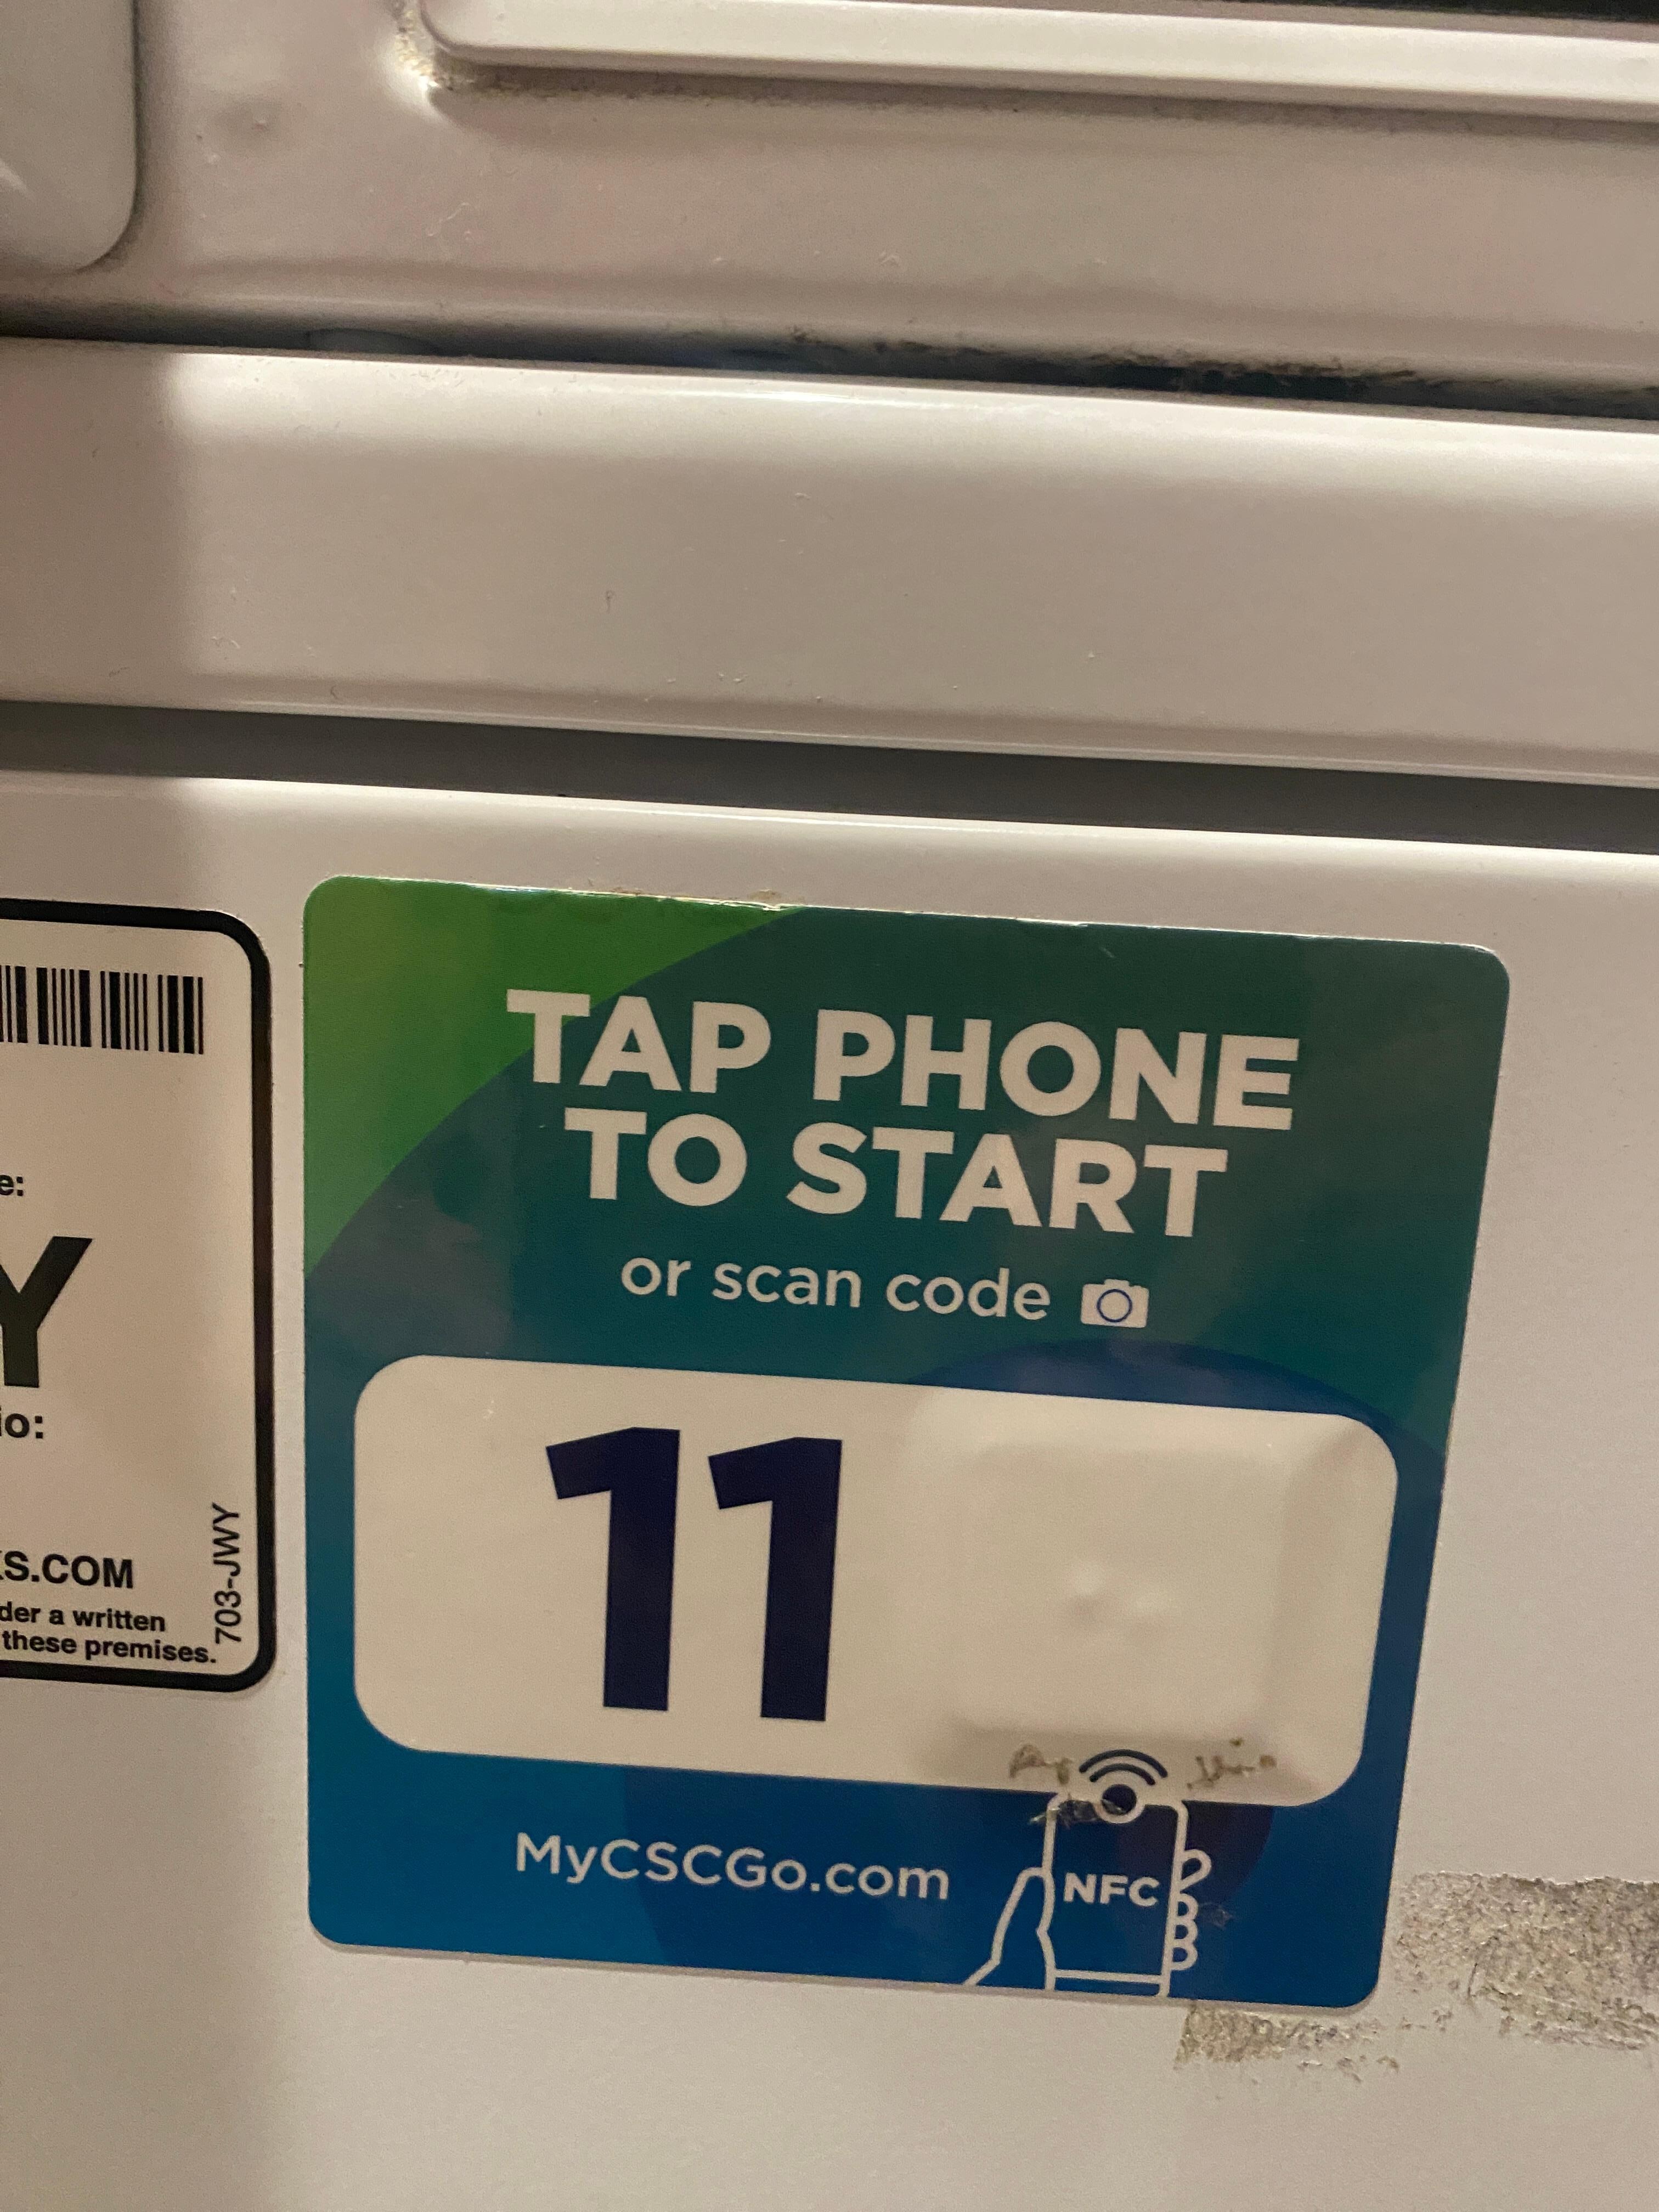 TAP PHONE
TO START
or scan code
11
MyCSCGo.com
NFC
e:
Y
io:
S.COM
der a written
these premises.
703-JWY